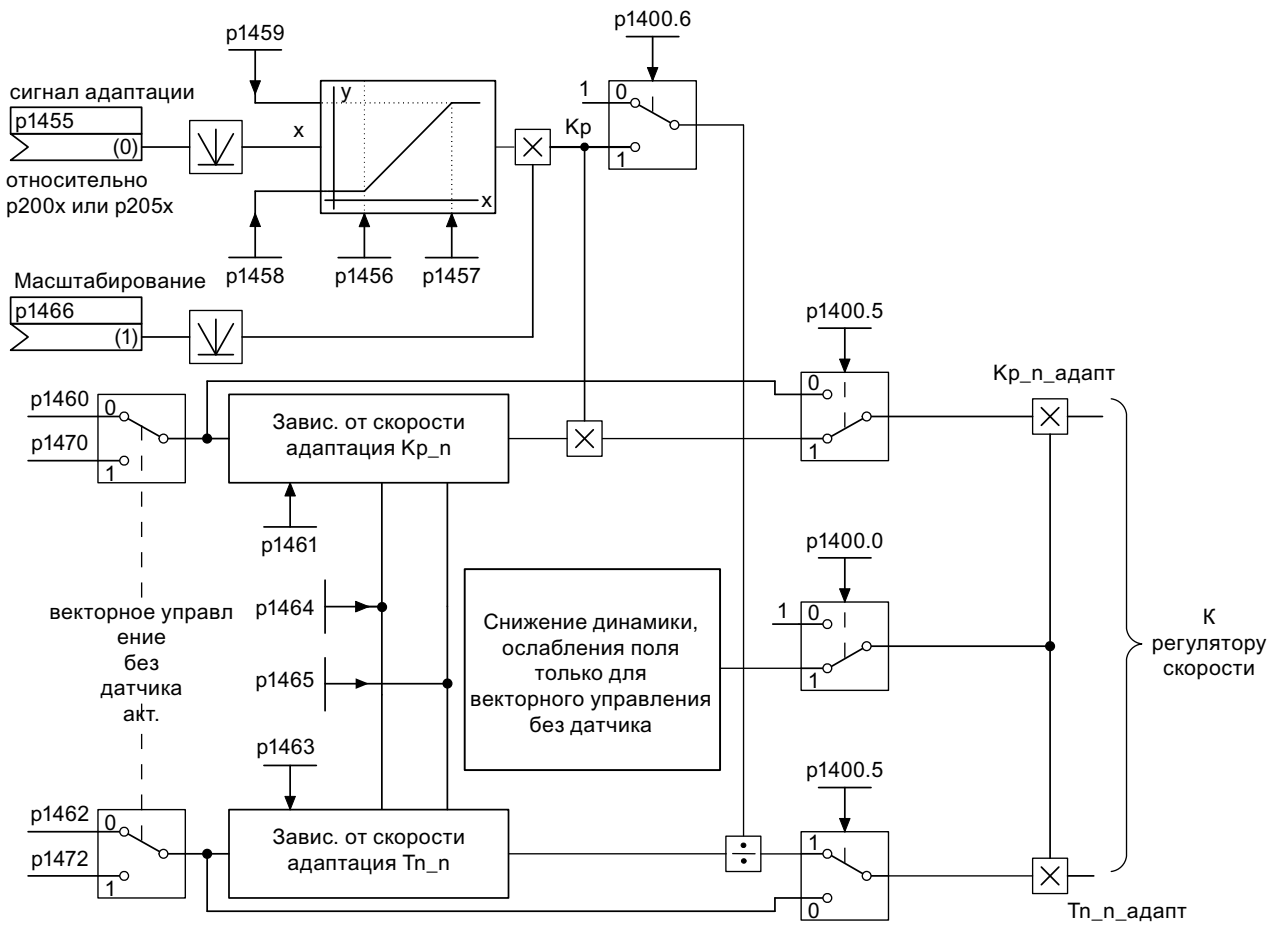 p1459
p1400.6
сигнал адаптации
p1455
(0)
относительно
p200x или p205x
x
y
x
Kp
1
0
1
p1458
p1456
p1457
Масштабирование
p1466
(1)
p1400.5
Kp_n_адапт
p1460
0
p1470
1
Завис. от скорости
адаптация Kp_n
0
1
p1461
p1400.0
векторное управл
ение
без
датчика
акт.
p1464
p1465
Снижение динамики,
ослабления поля
только для
векторного управления
без датчика
1
0
1
К
регулятору
скорости
p1463
p1400.5
p1462
0
p1472
1
Завис. от скорости
адаптация Tn_n
1
0
Tn_n_адапт